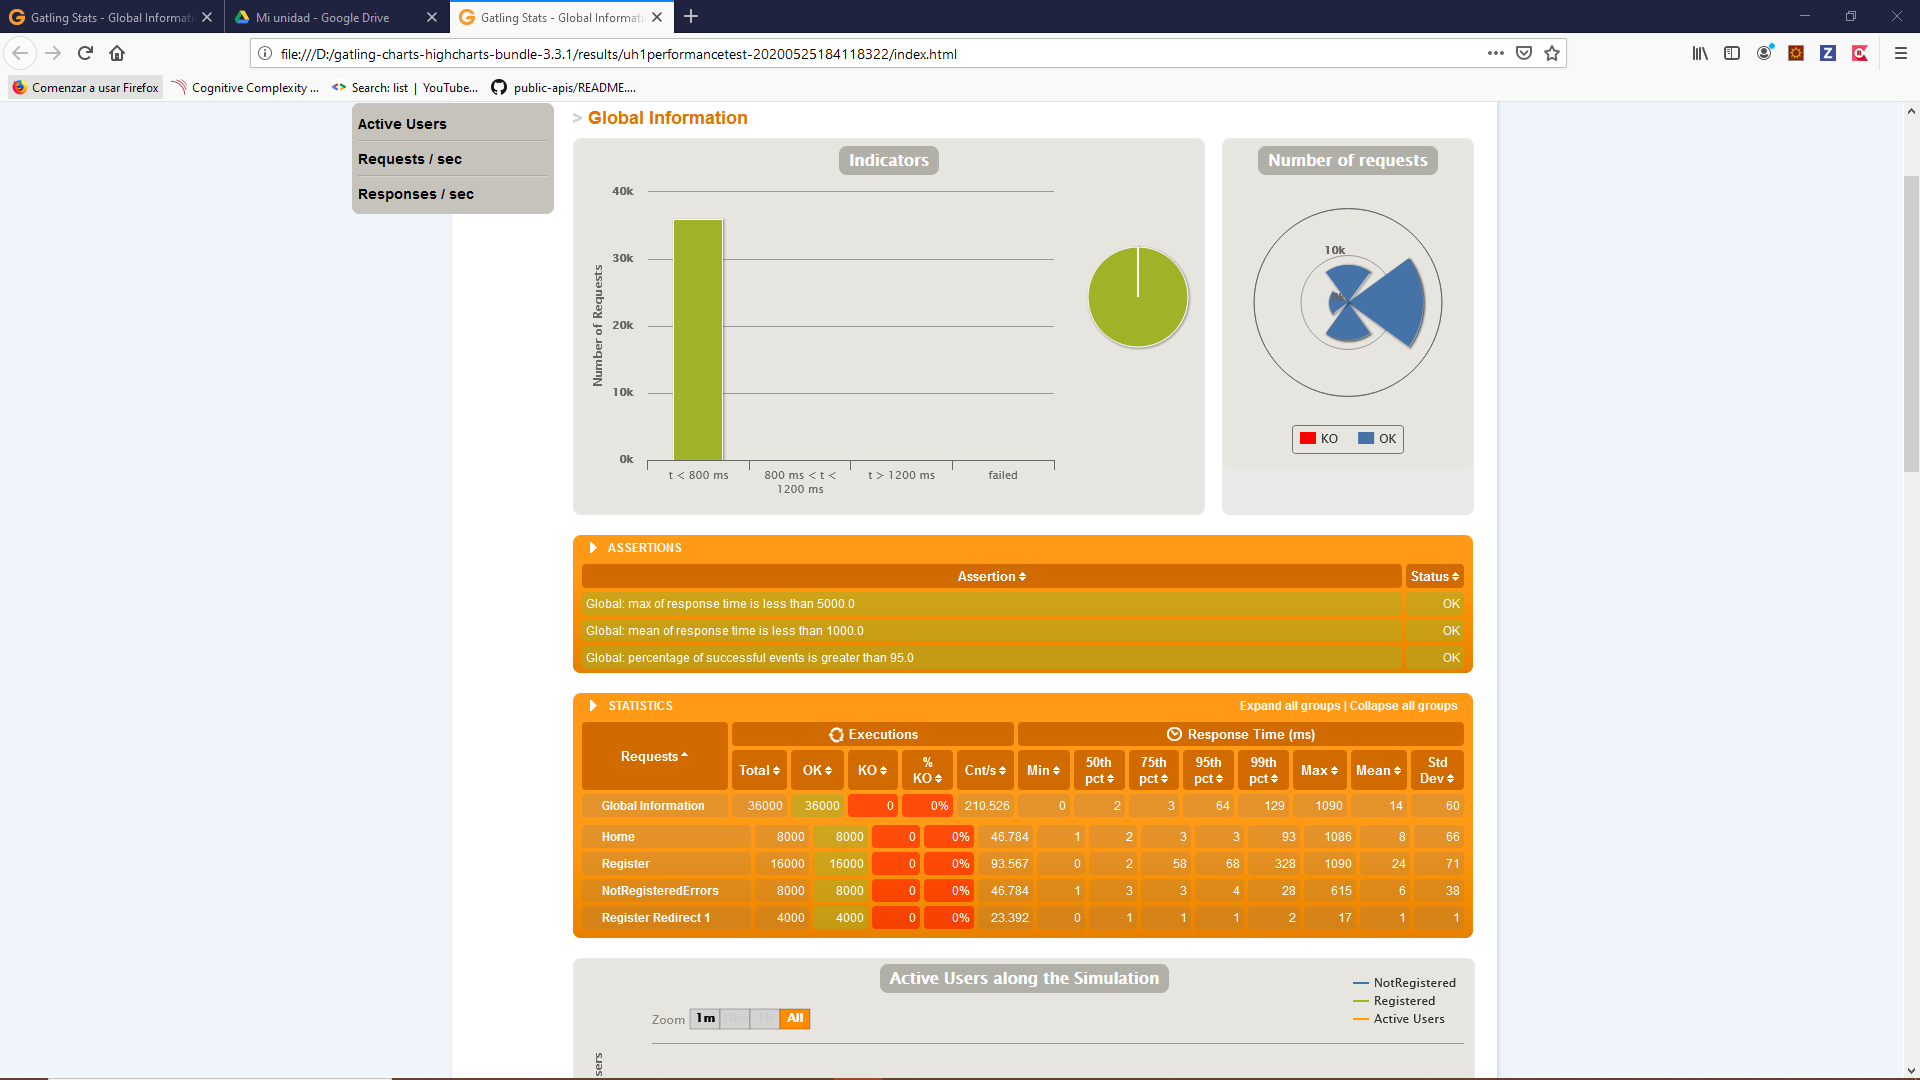 Gatling Stats - Global Informati
Mi unidad - Google Drive
Gatling Stats - Global Informati
file:///D:/gatling-charts-highcharts-bundle-3.3.1/results/uh1performancetest-20200525184118322/index.html
Comenzar a usar Firefox
Cognitive Complexity ...
Search: list | YouTube...
public-apis/README....
Active Users
Requests / sec
Responses / sec
> Global Information
Indicators
Number of Requests
40k
30k
20k
10k
0k
t < 800 ms
800 ms < t < 1200 ms
t > 1200 ms
failed
Number of requests
10k
KO OK
ASSERTIONS
Assertion Status
Global: max of response time is less than 5000.0 OK
Global: mean of response time is less than 1000.0 OK
Global: percentage of successful events is greater than 95.0 OK
STATISTICS Expand all groups | Collapse all groups
Requests Executions Response Time (ms)
Total OK KO % KO Cnt/s Min 50th pct 75th pct 95th pct 99th pct Max Mean Std Dev
Global Information 36000 36000 0 0% 210.526 0 2 3 64 129 1090 14 60
Home 8000 8000 0 0% 46.784 1 2 3 3 93 1086 8 66
Register 16000 16000 0 0% 93.567 0 2 58 68 328 1090 24 71
NotRegisteredErrors 8000 8000 0 0% 46.784 1 3 3 4 28 615 6 38
Register Redirect 1 4000 4000 0 0% 23.392 0 1 1 1 2 17 1 1
Active Users along the Simulation
NotRegistered
Registered
Active Users
Zoom 1m All
sers